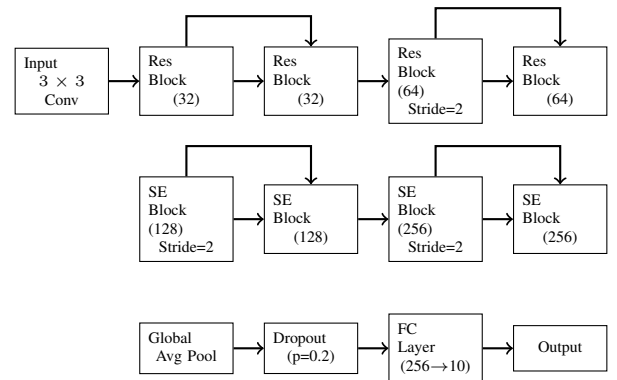 Input
3 × 3
Conv
Res
Block
(32)
Res
Block
(32)
Res
Block
(64)
Stride=2
Res
Block
(64)
SE
Block
(128)
Stride=2
SE
Block
(128)
SE
Block
(256)
Stride=2
SE
Block
(256)
Global
Avg Pool
Dropout
(p=0.2)
FC
Layer
(256→10)
Output